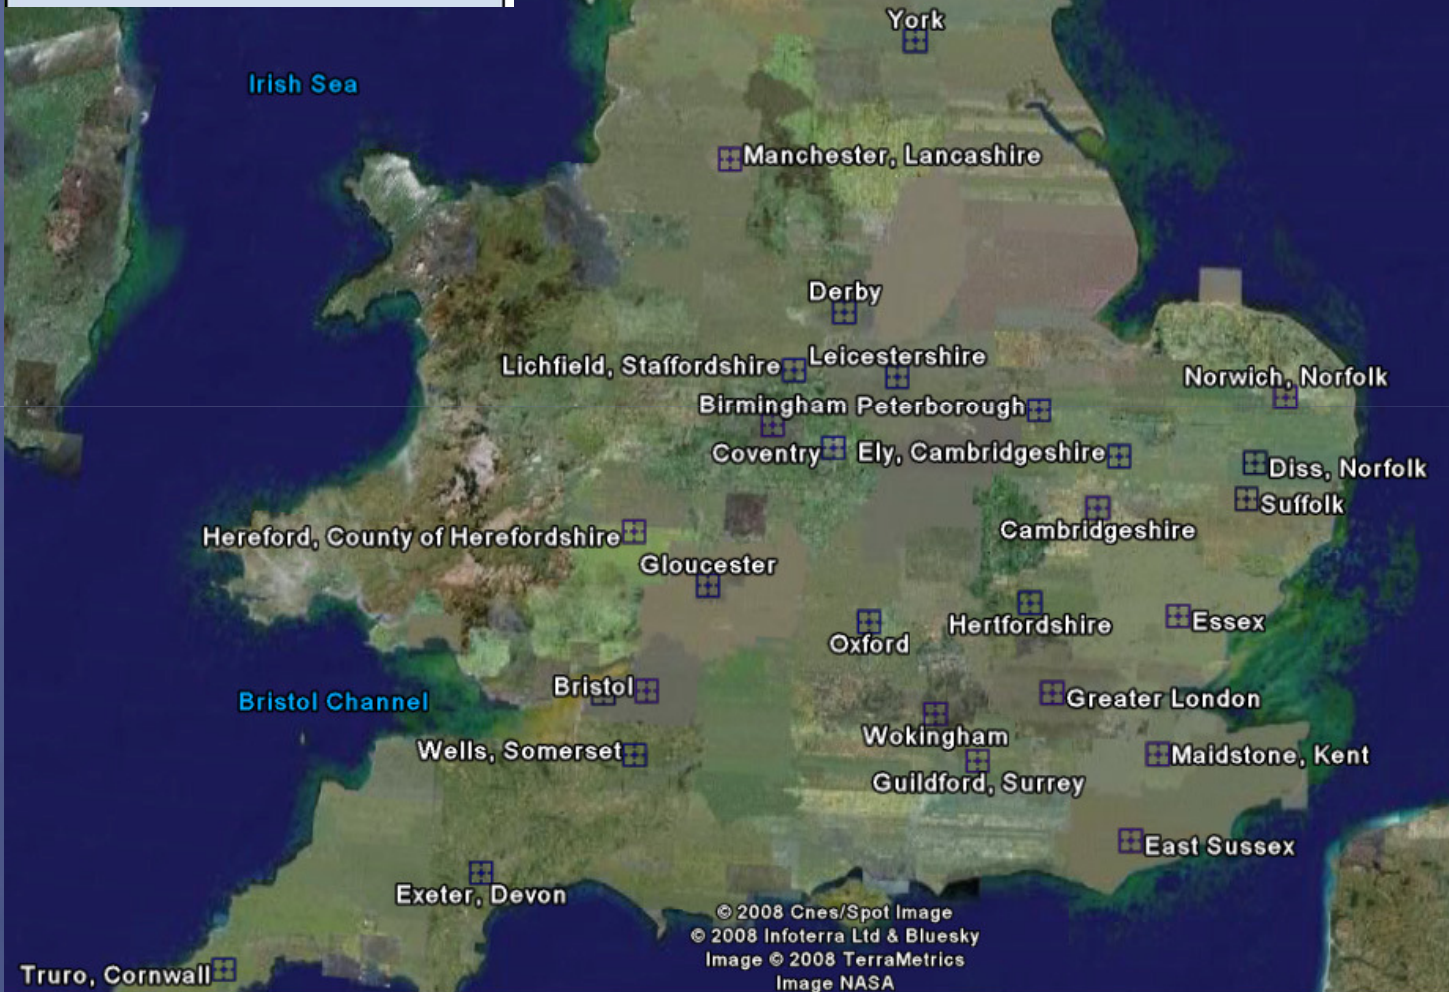 York
Irish Sea
Manchester, Lancashire
Derby
Lichfield, Staffordshire
Leicestershire
Norwich, Norfolk
Birmingham
Peterborough
Coventry
Ely, Cambridgeshire
Diss, Norfolk
Suffolk
Cambridgeshire
Hereford, County of Herefordshire
Gloucester
Oxford
Hertfordshire
Essex
Bristol
Bristol Channel
Greater London
Wokingham
Wells, Somerset
Maidstone, Kent
Guildford, Surrey
East Sussex
Exeter, Devon
Truro, Cornwall
© 2008 Cnes/Spot Image
© 2008 Infoterra Ltd & Bluesky
Image © 2008 TerraMetrics
Image NASA